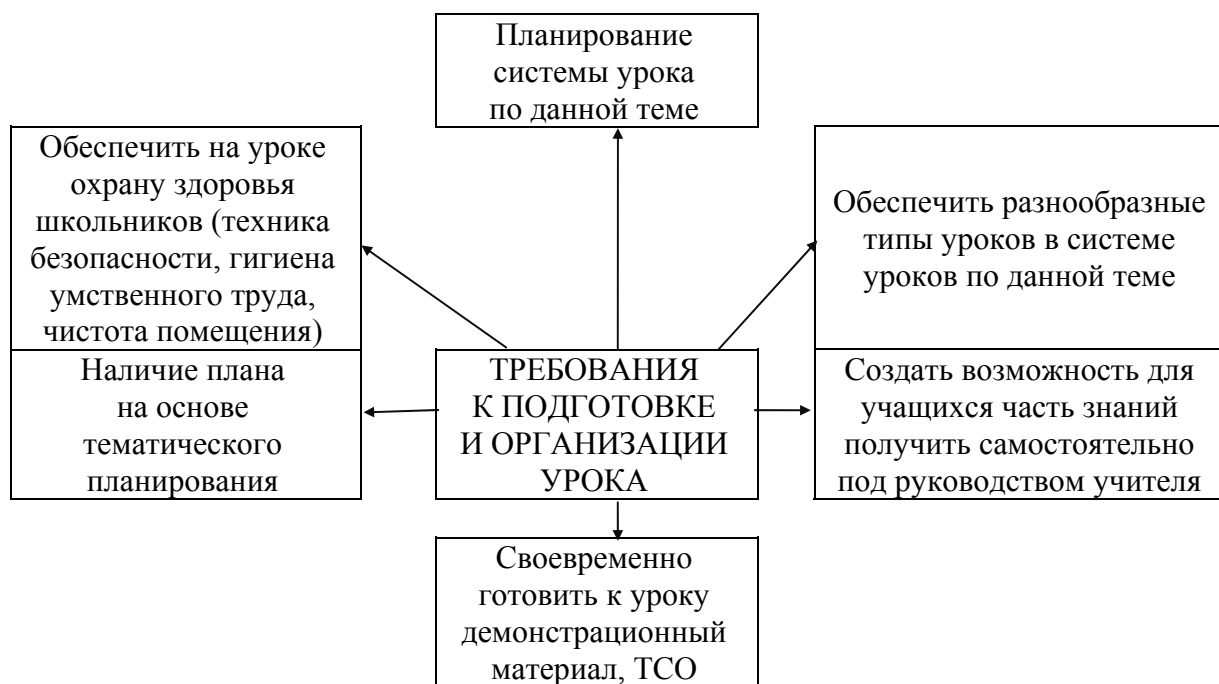 Планирование
системы урока
по данной теме
Обеспечить на уроке
охрану здоровья
школьников (техника
безопасности, гигиена
умственного труда,
чистота помещения)
Обеспечить разнообразные
типы уроков в системе
уроков по данной теме
Наличие плана
на основе
тематического
планирования
ТРЕБОВАНИЯ
К ПОДГОТОВКЕ
И ОРГАНИЗАЦИИ
УРОКА
Создать возможность для
учащихся часть знаний
получить самостоятельно
под руководством учителя
Своевременно
готовить к уроку
демонстрационный
материал, ТСО